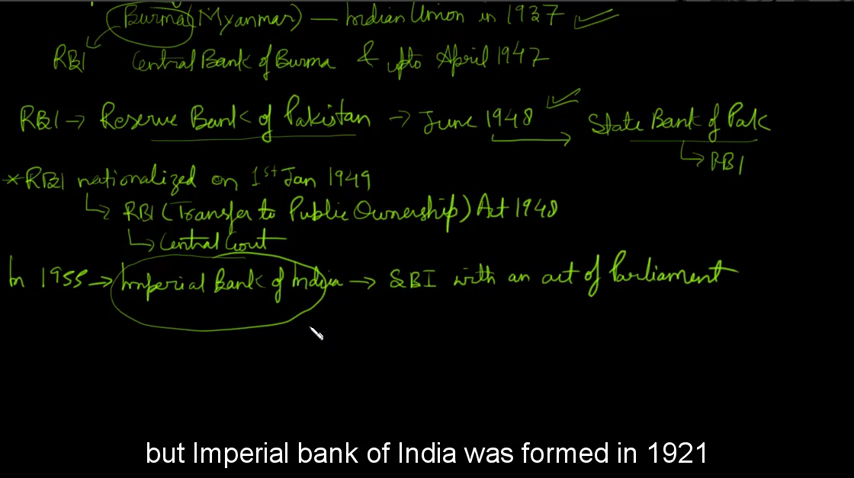 Burma (Myanmar) — Indian Union in 1937
RBI Central Bank of Burma & upto April 1947
RBI → Reserve Bank of Pakistan → June 1948 → State Bank of Pak
→ RBI
*RBI nationalized on 1st Jan 1949
→ RBI (Transfer to Public Ownership) Act 1948
→ Central Govt
In 1955 → Imperial Bank of India → SBI with an act of Parliament
but Imperial bank of India was formed in 1921